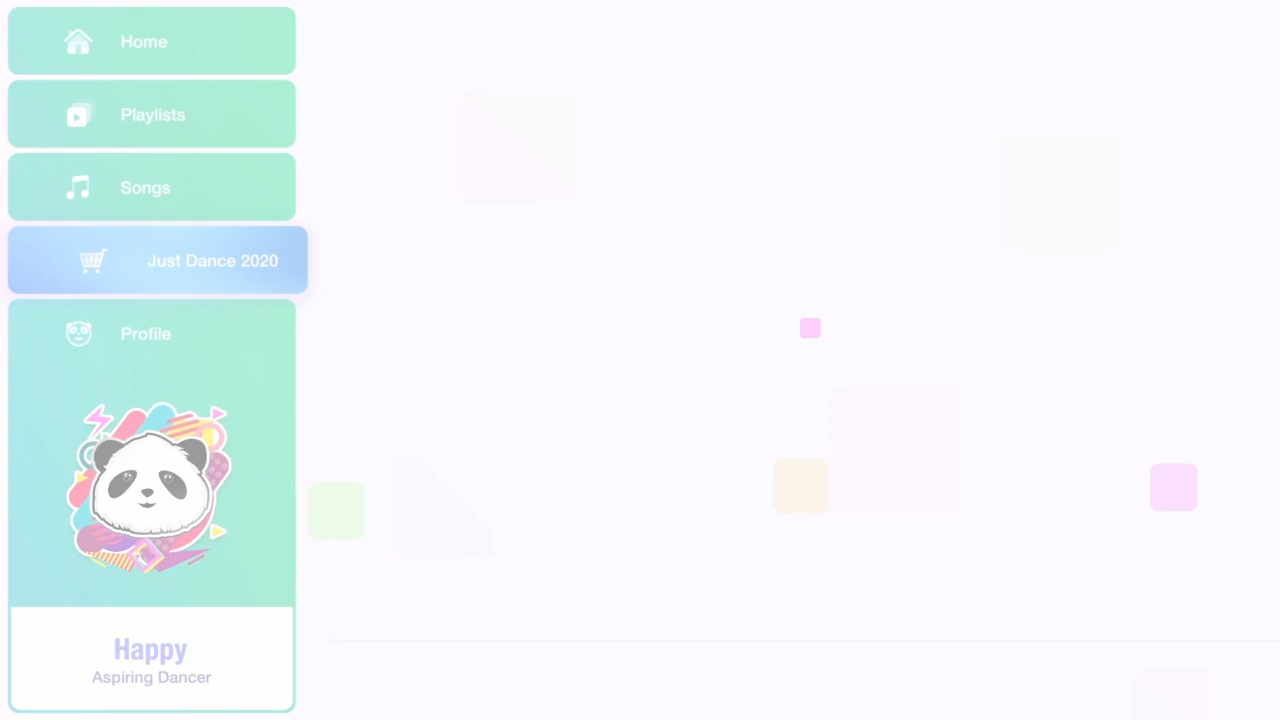 Home
Playlists
Songs
Just Dance 2020
Profile
Happy
Aspiring Dancer